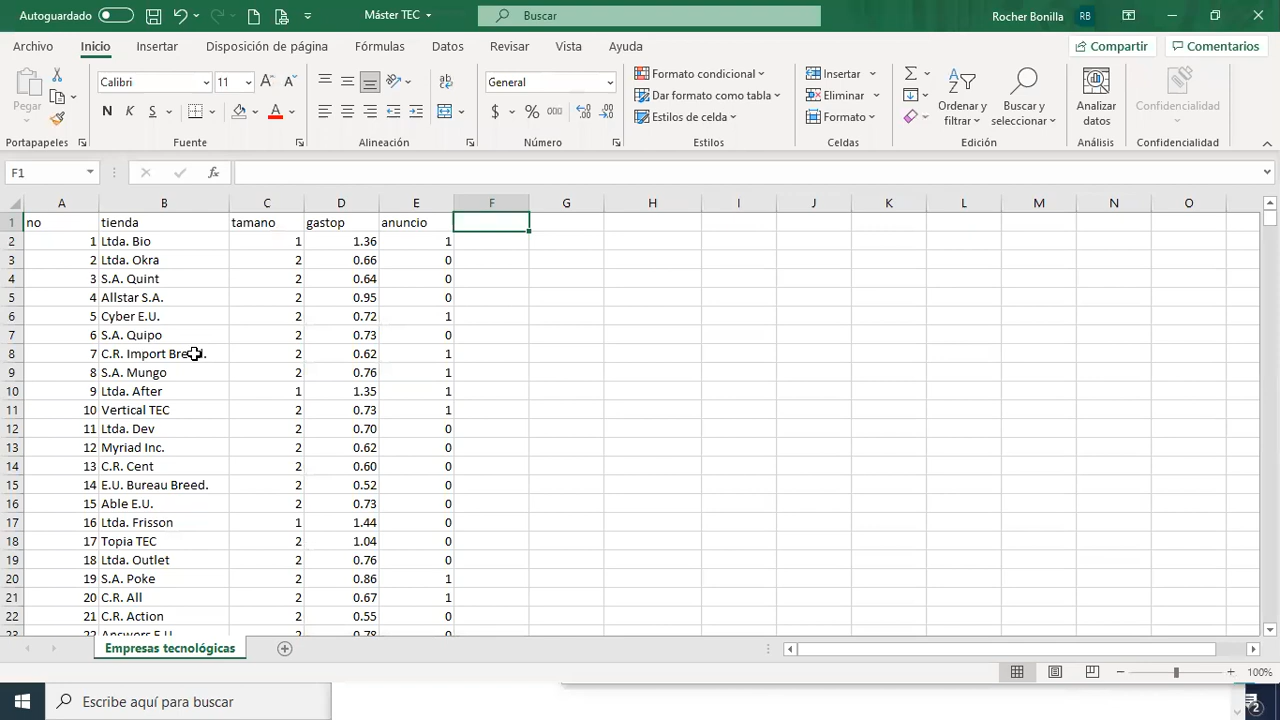 Autoguardado
Máster TEC
Buscar
Rocher Bonilla
RB
Archivo
Inicio
Insertar
Disposición de página
Fórmulas
Datos
Revisar
Vista
Ayuda
Compartir
Comentarios
Pegar
Calibri
11
General
N K S
$ % 000
Formato condicional
Dar formato como tabla
Estilos de celda
Insertar
Eliminar
Formato
Ordenar y filtrar
Buscar y seleccionar
Analizar datos
Confidencialidad
Portapapeles
Fuente
Alineación
Número
Estilos
Celdas
Edición
Análisis
Confidencialidad
F1
fx
A B C D E F G H I J K L M N O
1 no tienda tamano gastop anuncio
2 1 Ltda. Bio 1 1.36 1
3 2 Ltda. Okra 2 0.66 0
4 3 S.A. Quint 2 0.64 0
5 4 Allstar S.A. 2 0.95 0
6 5 Cyber E.U. 2 0.72 1
7 6 S.A. Quipo 2 0.73 0
8 7 C.R. Import Breed. 2 0.62 1
9 8 S.A. Mungo 2 0.76 1
10 9 Ltda. After 1 1.35 1
11 10 Vertical TEC 2 0.73 1
12 11 Ltda. Dev 2 0.70 0
13 12 Myriad Inc. 2 0.62 0
14 13 C.R. Cent 2 0.60 0
15 14 E.U. Bureau Breed. 2 0.52 0
16 15 Able E.U. 2 0.73 0
17 16 Ltda. Frisson 1 1.44 0
18 17 Topia TEC 2 1.04 0
19 18 Ltda. Outlet 2 0.76 0
20 19 S.A. Poke 2 0.86 1
21 20 C.R. All 2 0.67 1
22 21 C.R. Action 2 0.55 0
23 22 Answers E.U. 2 0.78 0
Empresas tecnológicas
100%
Escribe aquí para buscar
2